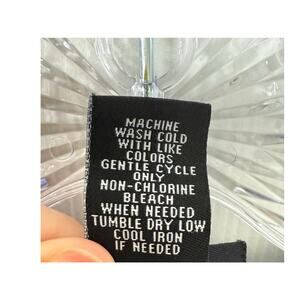 MACHINE
WASH COLD
WITH LIKE
COLORS
GENTLE CYCLE
ONLY
NON-CHLORINE
BLEACH
WHEN NEEDED
TUMBLE DRY LOW
COOL IRON
IF NEEDED